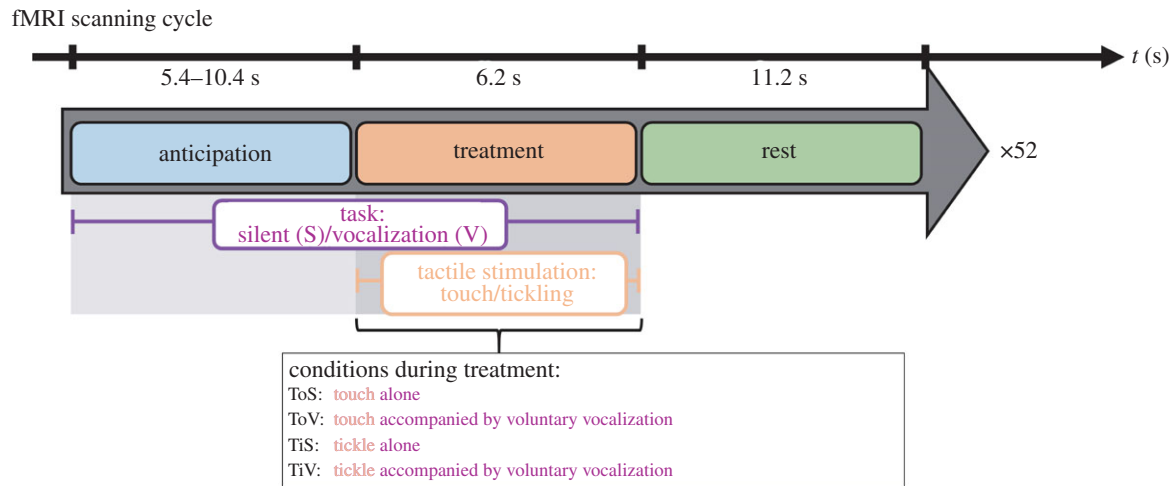 fMRI scanning cycle
t (s)
5.4–10.4 s 6.2 s 11.2 s
anticipation treatment rest ×52
task:
silent (S)/vocalization (V)
tactile stimulation:
touch/tickling
conditions during treatment:
ToS: touch alone
ToV: touch accompanied by voluntary vocalization
TiS: tickle alone
TiV: tickle accompanied by voluntary vocalization